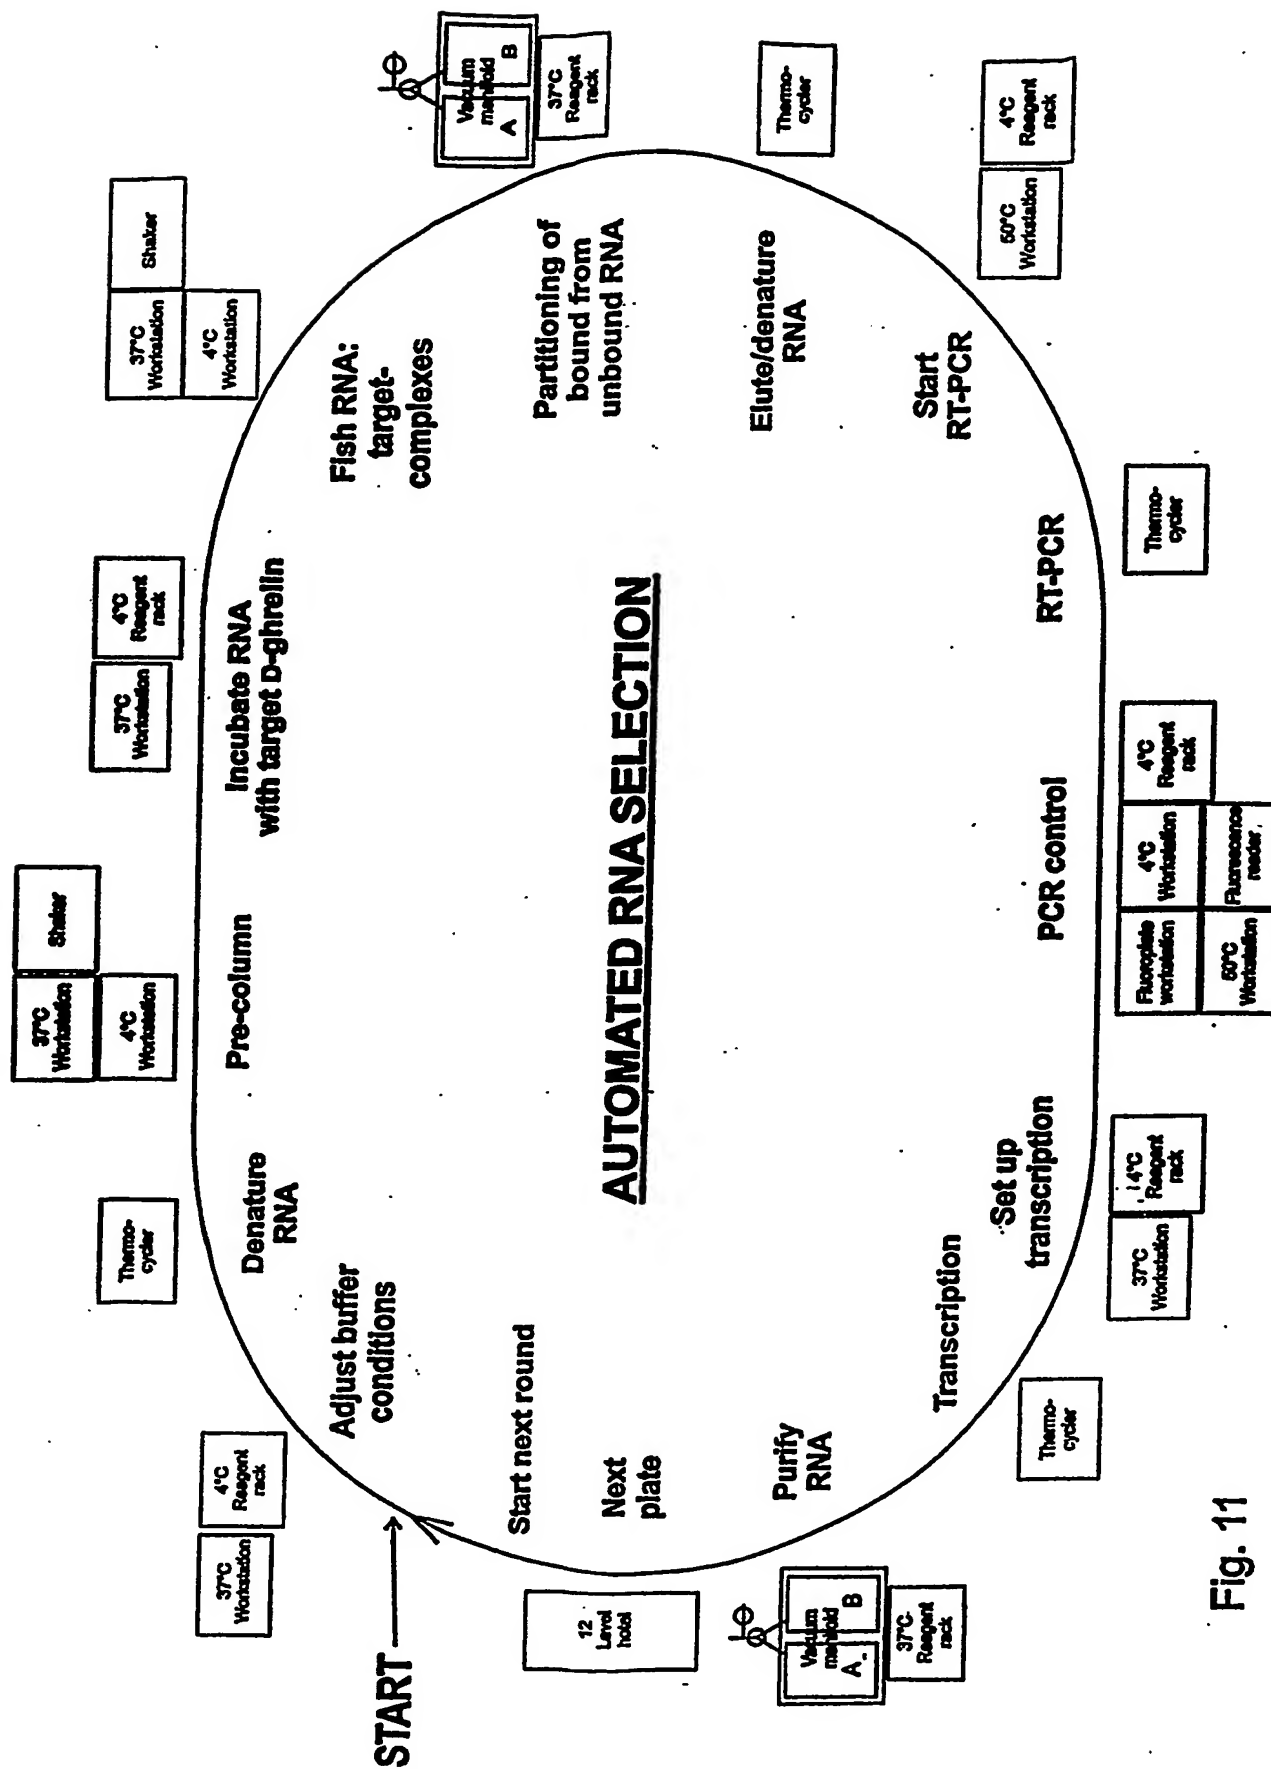 START
37°C
Workstation
4°C
Reagent
rack
Adjust buffer
conditions
Thermo-
cycler
Denature
RNA
37°C
Workstation
Shaker
4°C
Workstation
Pre-column
37°C
Workstation
4°C
Reagent
rack
Incubate RNA
with target D-ghrelin
37°C
Workstation
Shaker
4°C
Workstation
Fish RNA:
target-
complexes
Vacuum
manifold
A
B
37°C
Reagent
rack
Partitioning of
bound from
unbound RNA
Thermo-
cycler
Elute/denature
RNA
50°C
Workstation
4°C
Reagent
rack
Start
RT-PCR
Thermo-
cycler
RT-PCR
PCR control
Fluoroplate
workstation
4°C
Workstation
4°C
Reagent
rack
50°C
Workstation
Fluorescence
reader
Set up
transcription
37°C
Workstation
4°C
Reagent
rack
Transcription
Thermo-
cycler
Purify
RNA
Vacuum
manifold
A
B
37°C
Reagent
rack
Next
plate
12
Level
hotel
Start next round
AUTOMATED RNA SELECTION
Fig. 11